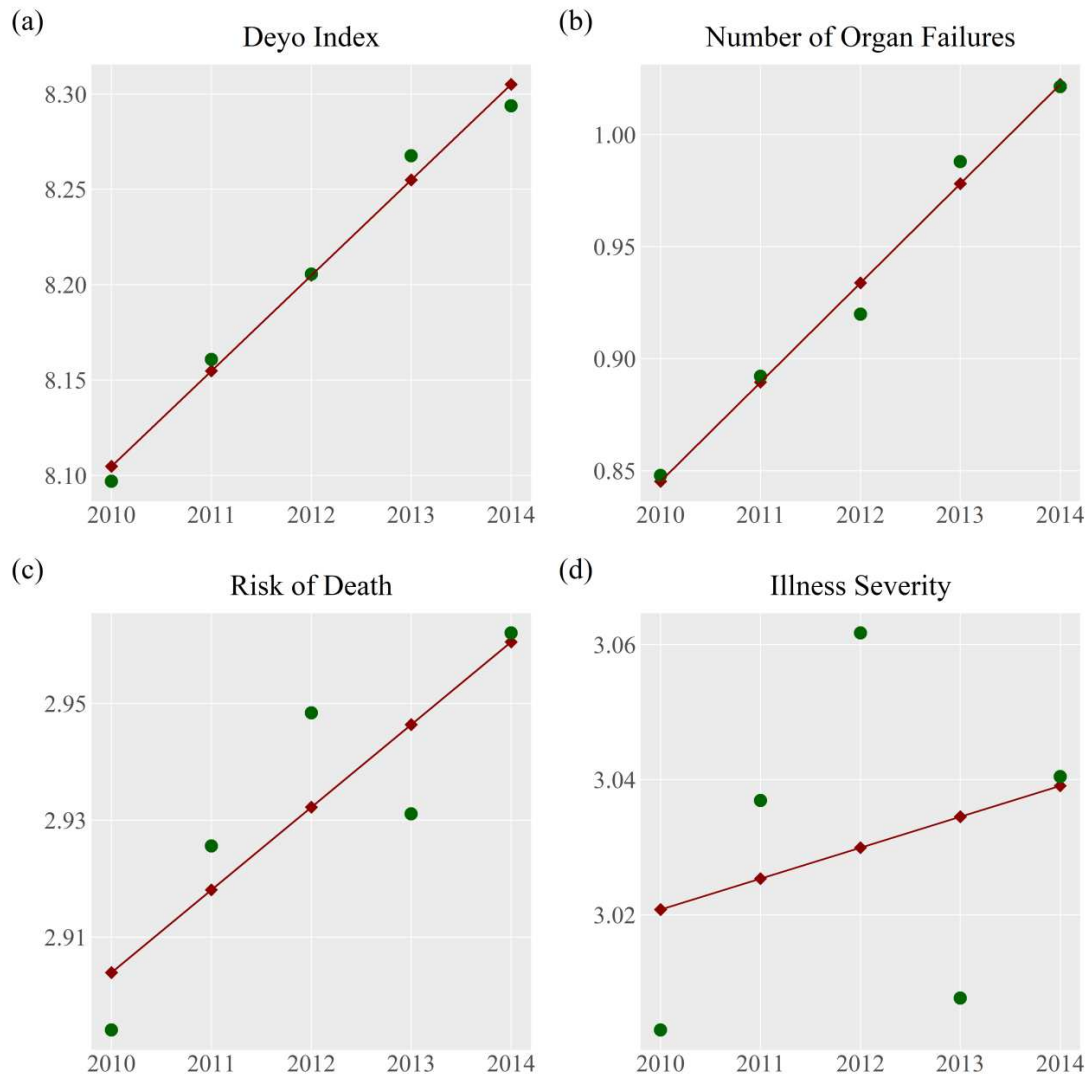 (a)
Deyo Index
8.30
8.25
8.20
8.15
8.10
2010 2011 2012 2013 2014
(b)
Number of Organ Failures
1.00
0.95
0.90
0.85
2010 2011 2012 2013 2014
(c)
Risk of Death
2.95
2.93
2.91
2010 2011 2012 2013 2014
(d)
Illness Severity
3.06
3.04
3.02
2010 2011 2012 2013 2014